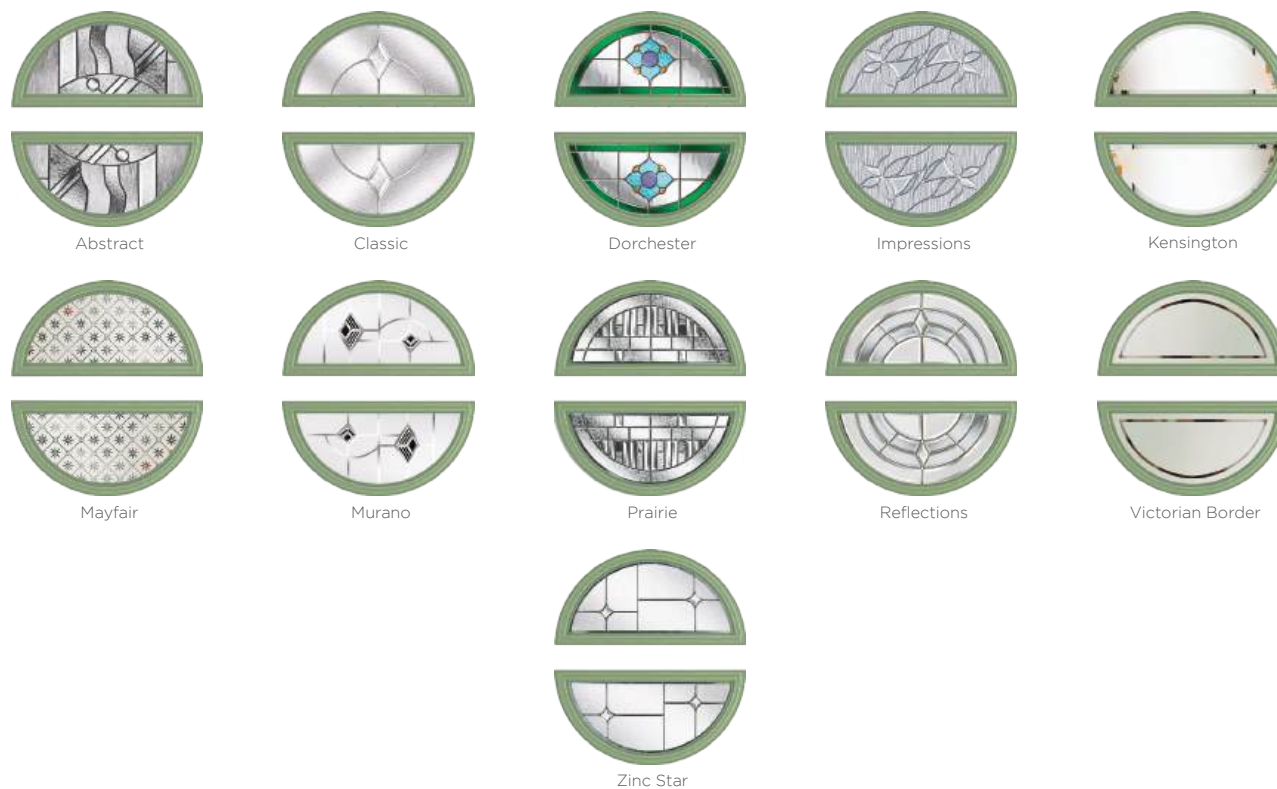 Abstract
Classic
Dorchester
Impressions
Kensington
Mayfair
Murano
Prairie
Reflections
Victorian Border
Zinc Star